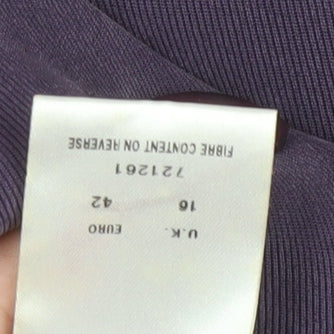 U.K. EURO
16 42
721261
FIBRE CONTENT ON REVERSE